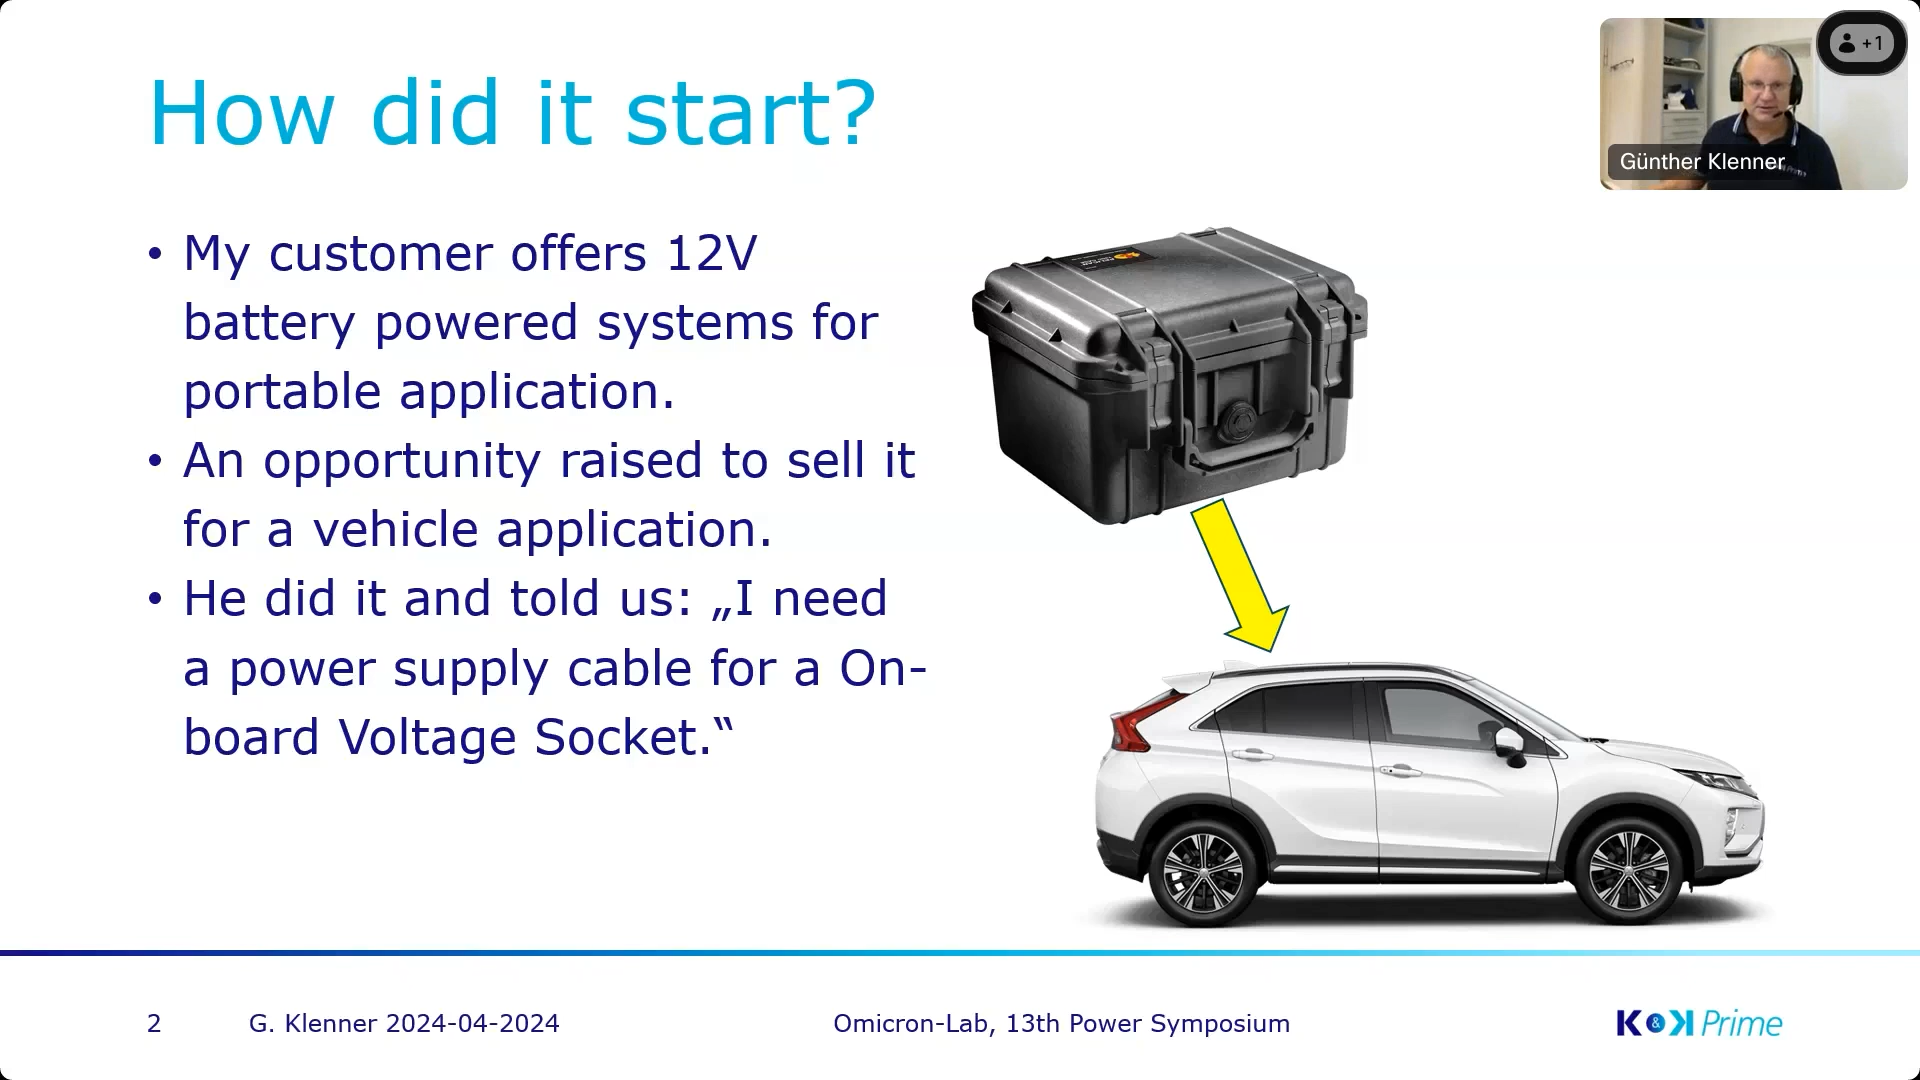 How did it start?
+1
Günther Klenner
• My customer offers 12V
battery powered systems for
portable application.
• An opportunity raised to sell it
for a vehicle application.
• He did it and told us: „I need
a power supply cable for a On-
board Voltage Socket.“
2
G. Klenner 2024-04-2024
Omicron-Lab, 13th Power Symposium
K&K Prime